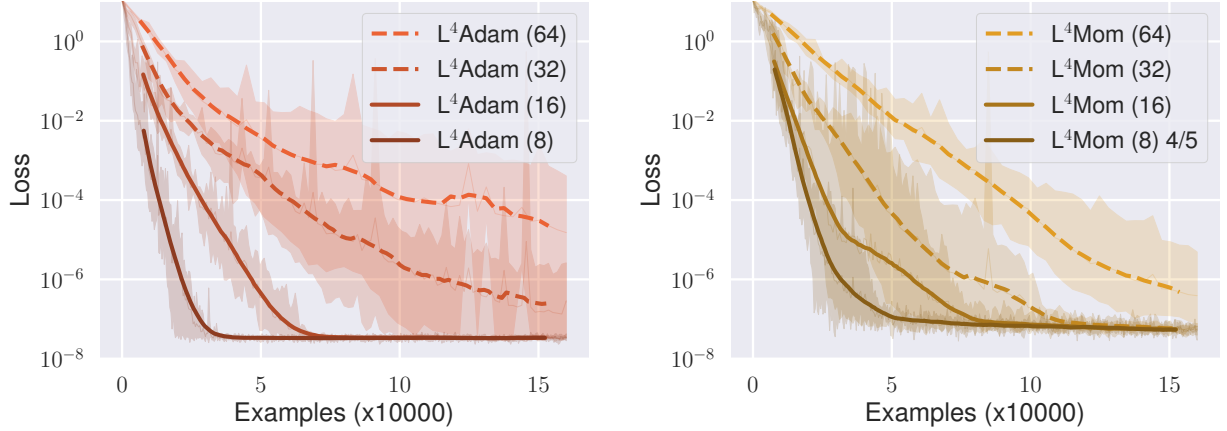 L⁴Adam (64)
L⁴Adam (32)
L⁴Adam (16)
L⁴Adam (8)
Loss
10⁰
10⁻²
10⁻⁴
10⁻⁶
10⁻⁸
0 5 10 15
Examples (x10000)
L⁴Mom (64)
L⁴Mom (32)
L⁴Mom (16)
L⁴Mom (8) 4/5
Loss
10⁰
10⁻²
10⁻⁴
10⁻⁶
10⁻⁸
0 5 10 15
Examples (x10000)